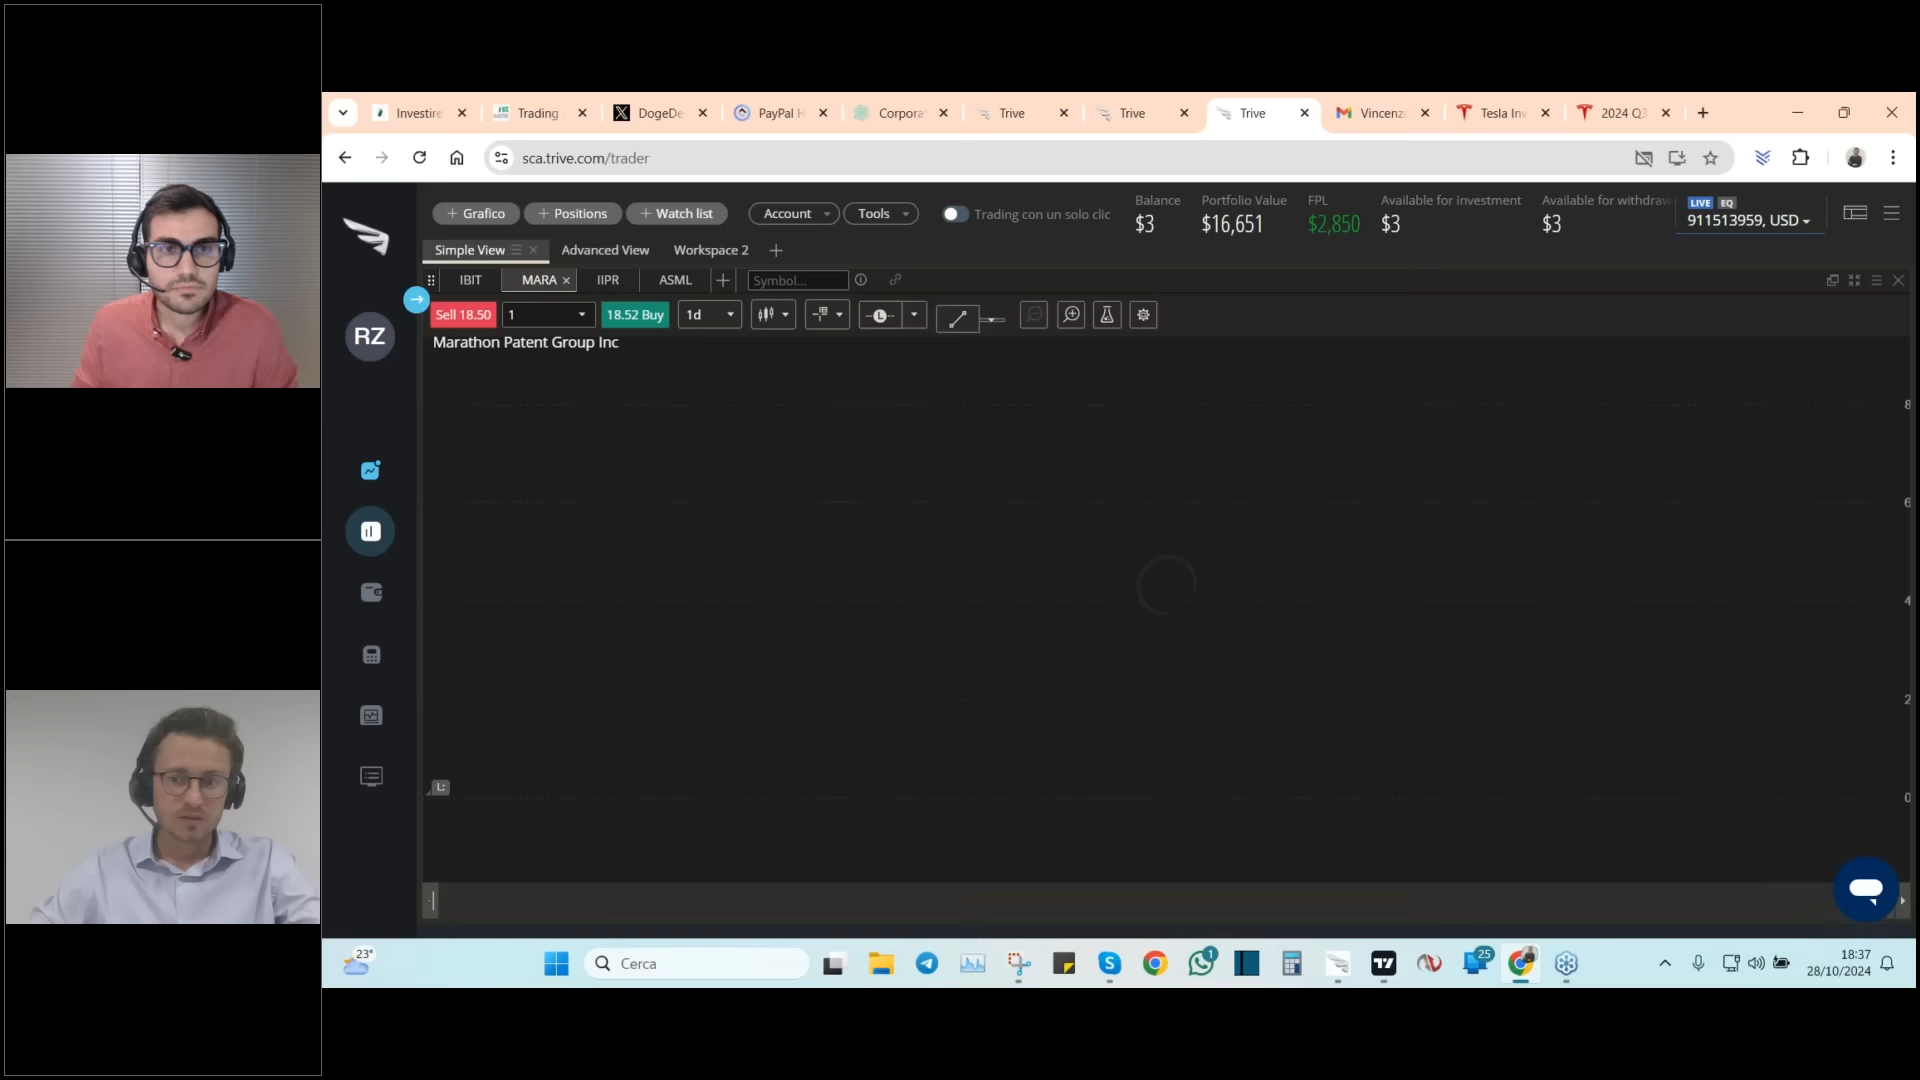 Investire
Trading
DogeDe
PayPal H
Corpora
Trive
Trive
Trive
Vincenzo
Tesla Inv
2024 Q3
sca.trive.com/trader
+ Grafico
+ Positions
+ Watch list
Account
Tools
Trading con un solo clic
Balance
$3
Portfolio Value
$16,651
FPL
$2,850
Available for investment
$3
Available for withdraw
$3
LIVE EQ
911513959, USD
Simple View
Advanced View
Workspace 2
IBIT
MARA
IIPR
ASML
Symbol...
Sell 18.50
1
18.52 Buy
1d
L
RZ
Marathon Patent Group Inc
8
6
4
2
0
L:
23°
Cerca
1
25
18:37
28/10/2024